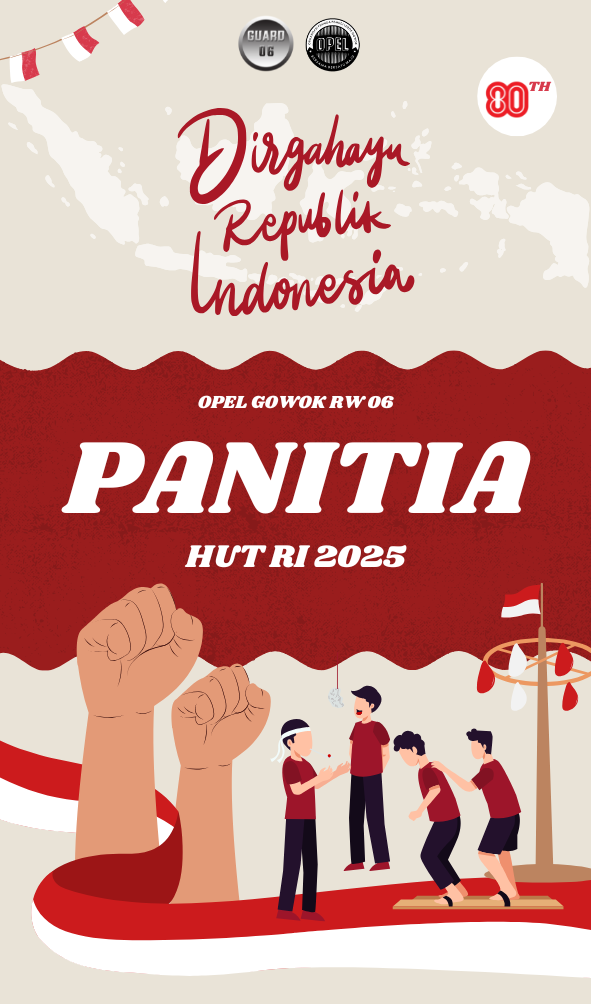 GUARD
06
OPEL
80TH
Dirgahayu
Republik
Indonesia
OPEL GOWOK RW 06
PANITIA
HUT RI 2025